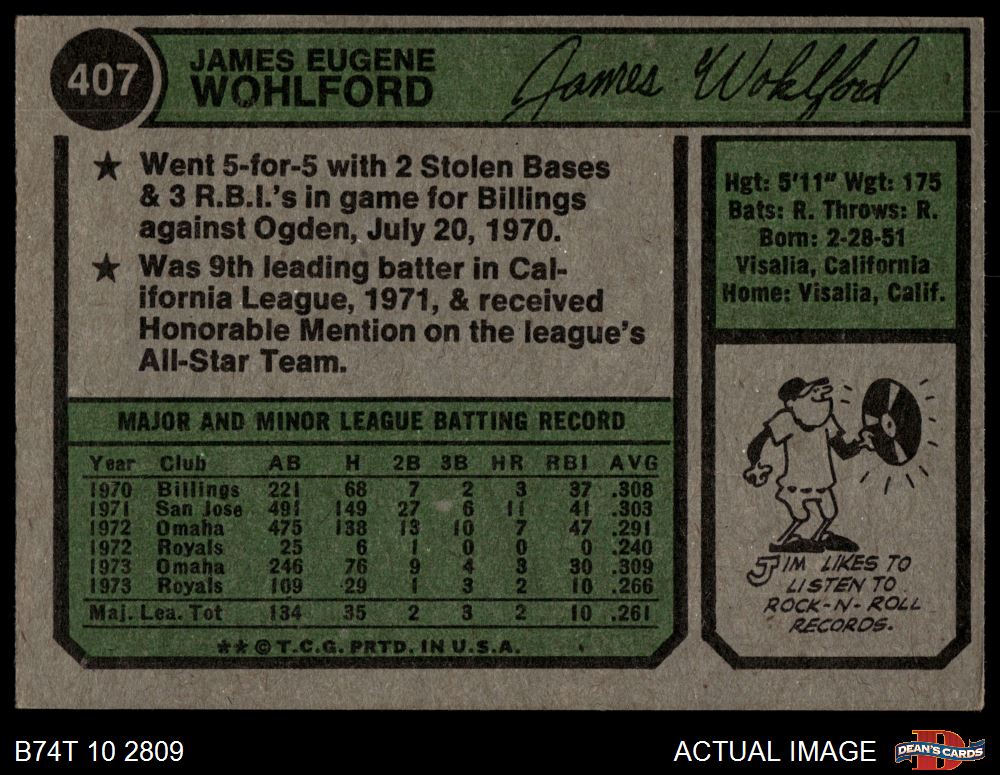 407
JAMES EUGENE
WOHLFORD
James Wohlford
★ Went 5-for-5 with 2 Stolen Bases
& 3 R.B.I.'s in game for Billings
against Ogden, July 20, 1970.
★ Was 9th leading batter in Cal-
ifornia League, 1971, & received
Honorable Mention on the league's
All-Star Team.
Hgt: 5'11" Wgt: 175
Bats: R. Throws: R.
Born: 2-28-51
Visalia, California
Home: Visalia, Calif.
MAJOR AND MINOR LEAGUE BATTING RECORD
Year Club AB H 2B 3B HR RBI AVG
1970 Billings 221 68 7 2 3 37 .308
1971 San Jose 491 149 27 6 11 41 .303
1972 Omaha 475 138 13 10 7 47 .291
1972 Royals 25 6 1 0 0 0 .240
1973 Omaha 246 76 9 4 3 30 .309
1973 Royals 109 29 1 3 2 10 .266
Maj. Lea. Tot 134 35 2 3 2 10 .261
**©T.C.G. PRTD. IN U.S.A.
JIM LIKES TO
LISTEN TO
ROCK-N-ROLL
RECORDS.
B74T 10 2809
ACTUAL IMAGE
D
DEAN'S CARDS